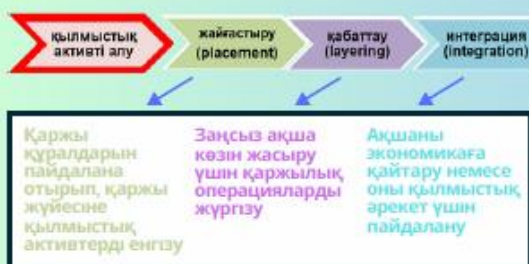 қылмыстық
активті алу
жайғастыру
(placement)
қабаттау
(layering)
интеграция
(integration)
Қаржы
құралдарын
пайдалана
отырып, қаржы
жүйесіне
қылмыстық
активтерді енгізу
Заңсыз ақша
көзін жасыру
үшін қаржылық
операцияларды
жүргізу
Ақшаны
экономикаға
қайтару немесе
оны қылмыстық
әрекет үшін
пайдалану